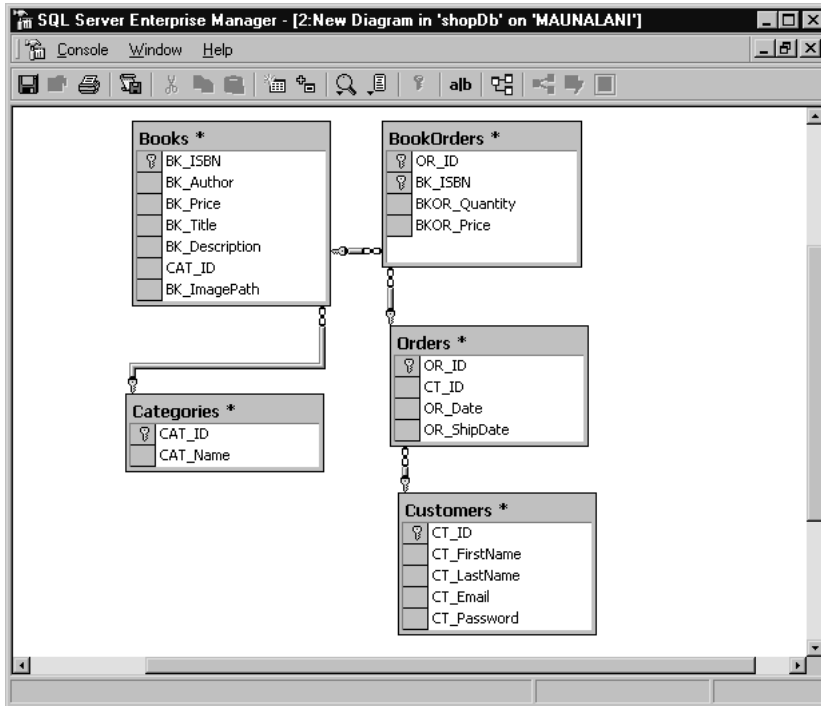 SQL Server Enterprise Manager - [2:New Diagram in 'shopDb' on 'MAUNALANI']
Console Window Help
a|b
Books *
BK_ISBN
BK_Author
BK_Price
BK_Title
BK_Description
CAT_ID
BK_ImagePath
BookOrders *
OR_ID
BK_ISBN
BKOR_Quantity
BKOR_Price
Orders *
OR_ID
CT_ID
OR_Date
OR_ShipDate
Categories *
CAT_ID
CAT_Name
Customers *
CT_ID
CT_FirstName
CT_LastName
CT_Email
CT_Password